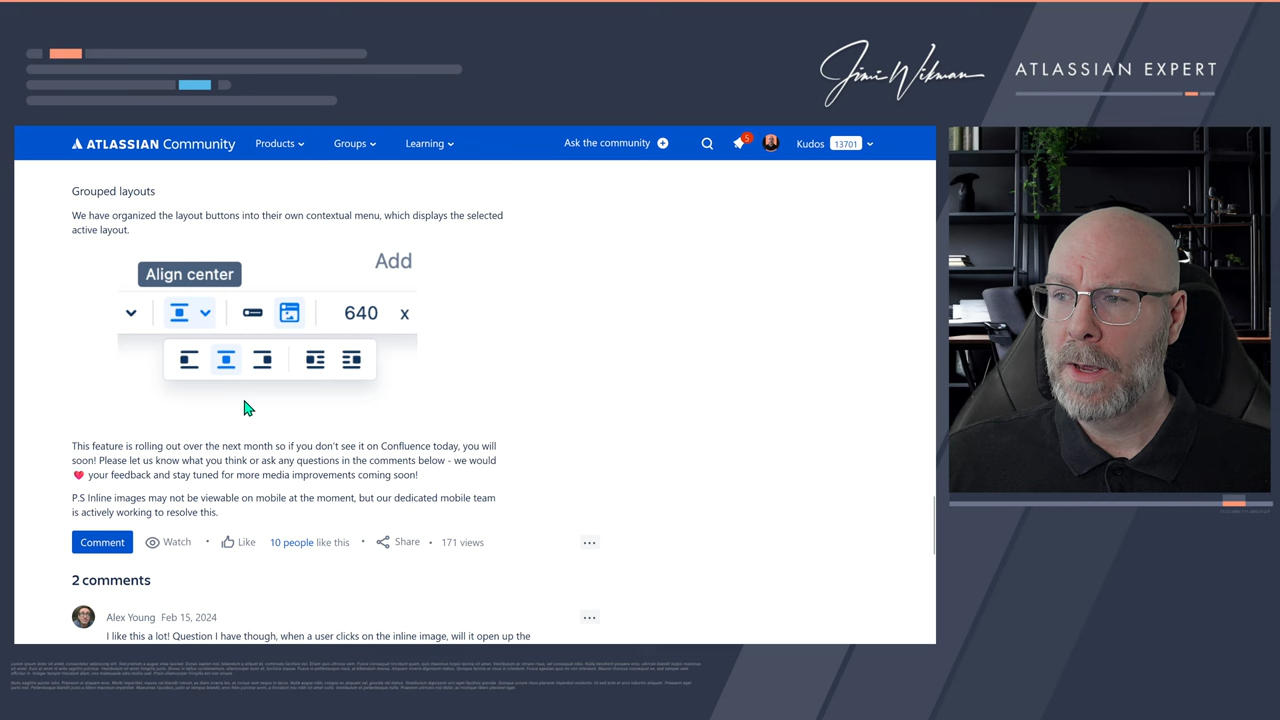 Jimi Wikman
ATLASSIAN EXPERT
ATLASSIAN Community
Products
Groups
Learning
Ask the community
5
Kudos
13701
Grouped layouts
We have organized the layout buttons into their own contextual menu, which displays the selected
active layout.
Add
Align center
640
x
This feature is rolling out over the next month so if you don't see it on Confluence today, you will
soon! Please let us know what you think or ask any questions in the comments below - we would
❤️ your feedback and stay tuned for more media improvements coming soon!
P.S Inline images may not be viewable on mobile at the moment, but our dedicated mobile team
is actively working to resolve this.
Comment
Watch
•
Like
10 people like this
•
Share
•
171 views
2 comments
Alex Young Feb 15, 2024
I like this a lot! Question I have though, when a user clicks on the inline image, will it open up the